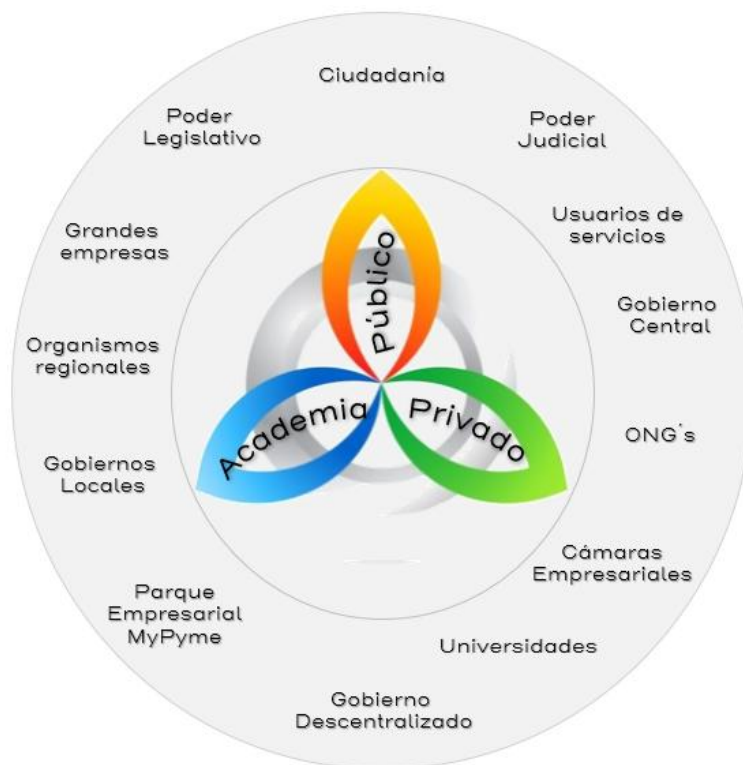 Ciudadanía
Poder
Legislativo
Poder
Judicial
Usuarios de
servicios
Grandes
empresas
Gobierno
Central
Organismos
regionales
ONG's
Gobiernos
Locales
Cámaras
Empresariales
Parque
Empresarial
MyPyme
Universidades
Gobierno
Descentralizado
Público
Academia
Privado